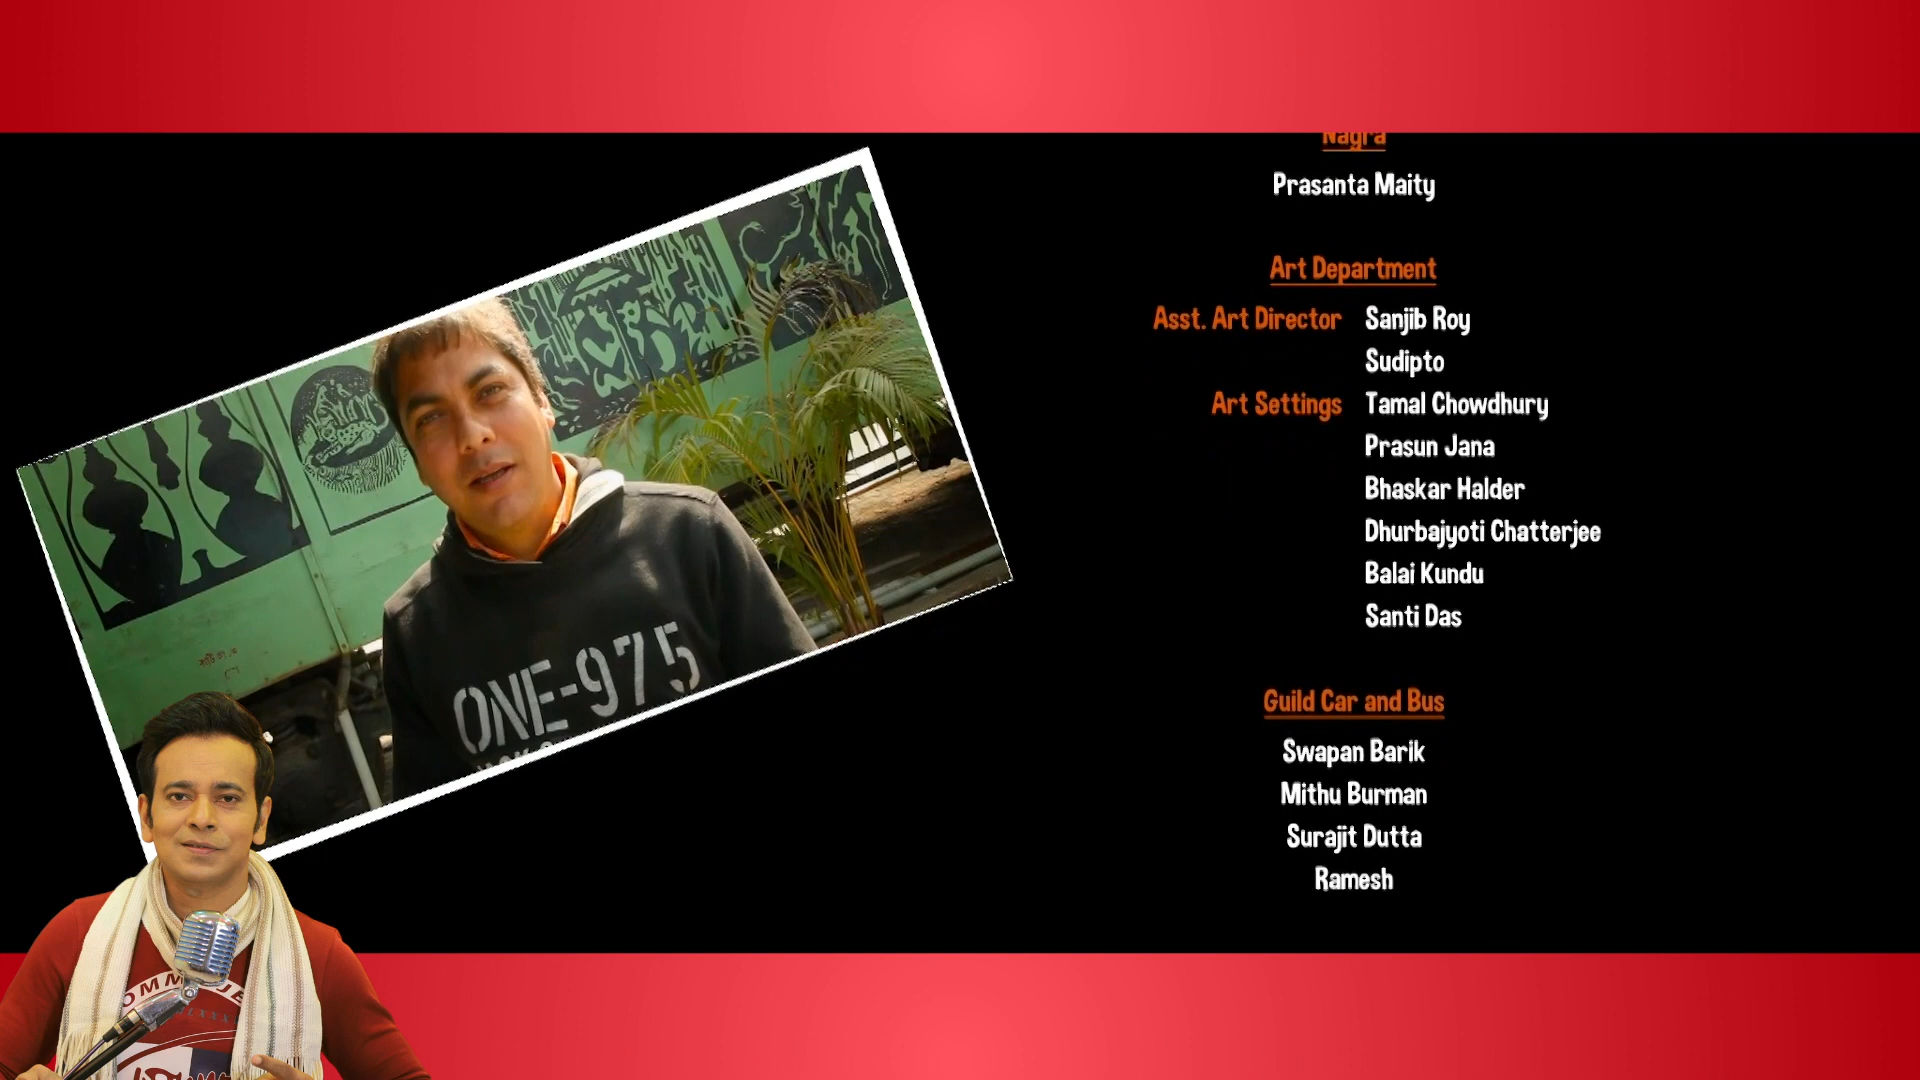 Nagra
Prasanta Maity
Art Department
Asst. Art Director Sanjib Roy
Sudipto
Art Settings Tamal Chowdhury
Prasun Jana
Bhaskar Halder
Dhurbajyoti Chatterjee
Balai Kundu
Santi Das
Guild Car and Bus
Swapan Barik
Mithu Burman
Surajit Dutta
Ramesh
ONE-975